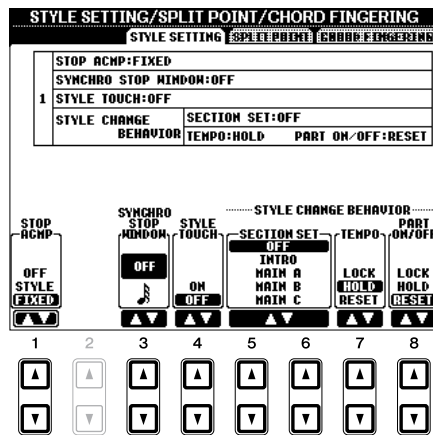 STYLE SETTING/SPLIT POINT/CHORD FINGERING
STYLE SETTING SPLIT POINT CHORD FINGERING
STOP ACMP:FIXED
SYNCHRO STOP WINDOW:OFF
1 STYLE TOUCH:OFF
STYLE CHANGE BEHAVIOR SECTION SET:OFF
TEMPO:HOLD PART ON/OFF:RESET
STYLE CHANGE BEHAVIOR
STOP ACMP SYNCHRO STOP WINDOW STYLE TOUCH SECTION SET TEMPO PART ON/OFF
OFF
INTRO
OFF OFF MAIN A LOCK LOCK
STYLE ON MAIN B HOLD HOLD
FIXED OFF MAIN C RESET RESET
1 2 3 4 5 6 7 8